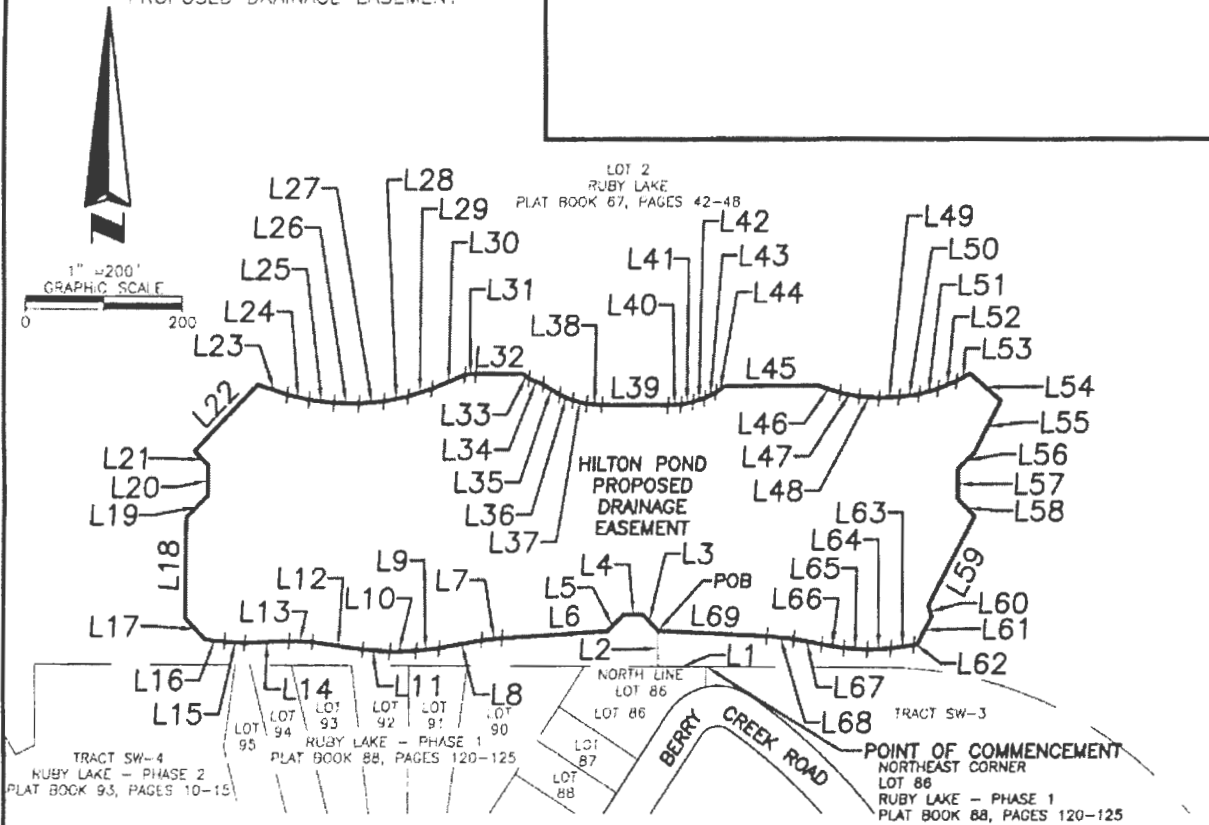 PROPOSED DRAINAGE EASEMENT
N
1" =200'
GRAPHIC SCALE
0 200
LOT 2
RUBY LAKE
PLAT BOOK 67, PAGES 42-48
L27
L28
L26
L29
L25
L30
L24
L31
L23
L32
L22
L38
L39
L40
L41
L42
L43
L44
L45
L49
L50
L51
L52
L53
L54
L55
L56
L57
L58
L59
L60
L61
L62
L46
L47
L48
L33
L34
L35
L36
L37
HILTON POND
PROPOSED
DRAINAGE
EASEMENT
L21
L20
L19
L18
L17
L16
L15
L14
L13
L12
L11
L10
L9
L8
L7
L6
L5
L4
L3
POB
L2
L1
L69
L63
L64
L65
L66
L67
L68
NORTH LINE
LOT 86
LOT 86
LOT
87
LOT
88
LOT
90
LOT
91
LOT
92
LOT
93
LOT
94
LOT
95
RUBY LAKE - PHASE 1
PLAT BOOK 88, PAGES 120-125
TRACT SW-4
RUBY LAKE - PHASE 2
PLAT BOOK 93, PAGES 10-15
BERRY CREEK ROAD
TRACT SW-3
POINT OF COMMENCEMENT
NORTHEAST CORNER
LOT 86
RUBY LAKE - PHASE 1
PLAT BOOK 88, PAGES 120-125